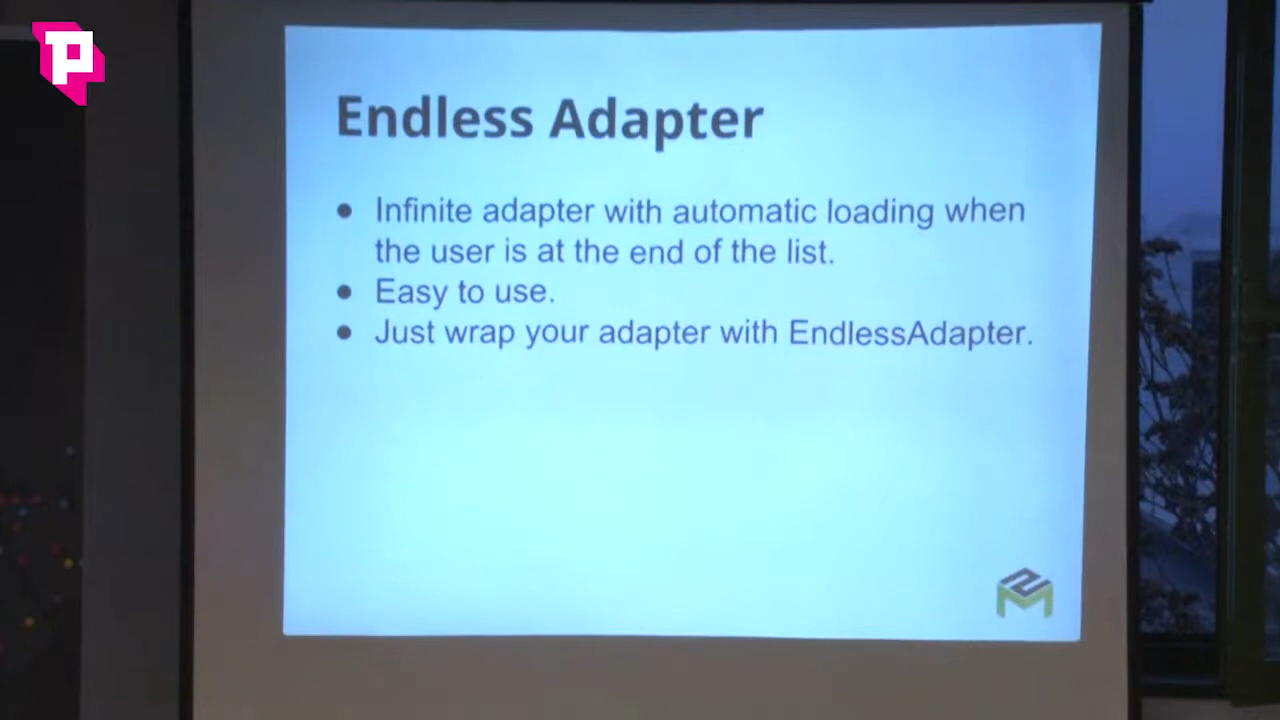 P
Endless Adapter
● Infinite adapter with automatic loading when
the user is at the end of the list.
● Easy to use.
● Just wrap your adapter with EndlessAdapter.